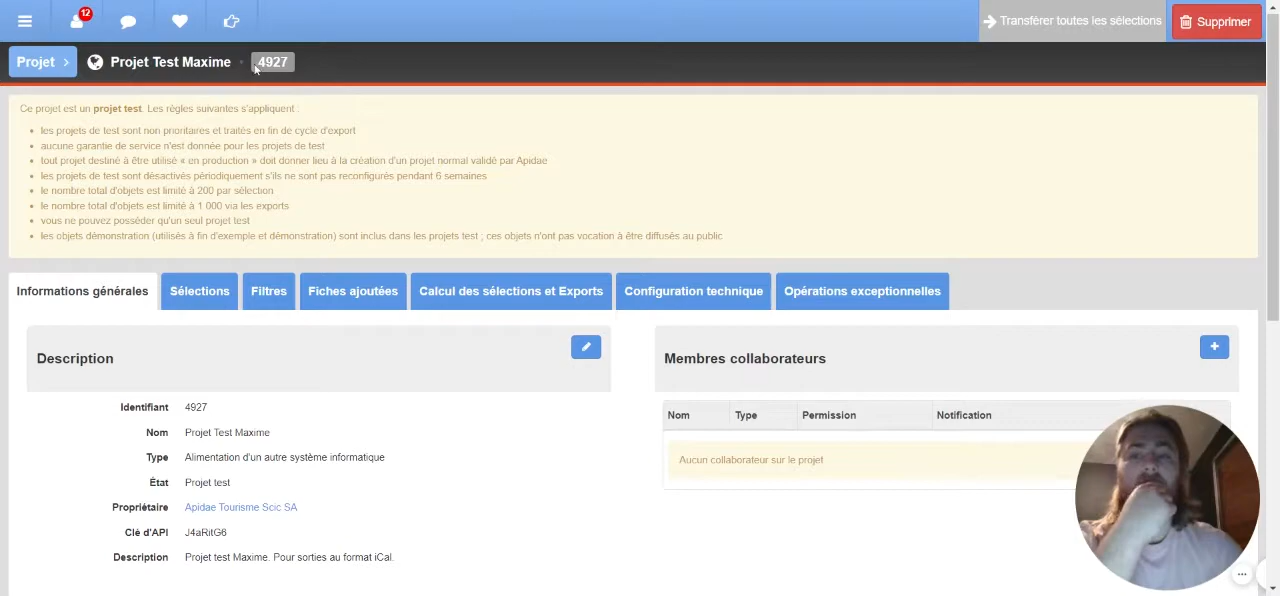 12
Transférer toutes les sélections
Supprimer
Projet
Projet Test Maxime
4927
Ce projet est un projet test. Les règles suivantes s'appliquent :
les projets de test sont non prioritaires et traités en fin de cycle d'export
aucune garantie de service n'est donnée pour les projets de test
tout projet destiné à être utilisé « en production » doit donner lieu à la création d'un projet normal validé par Apidae
les projets de test sont désactivés périodiquement s'ils ne sont pas reconfigurés pendant 6 semaines
le nombre total d'objets est limité à 200 par sélection
le nombre total d'objets est limité à 1 000 via les exports
vous ne pouvez posséder qu'un seul projet test
les objets démonstration (utilisés à fin d'exemple et démonstration) sont inclus dans les projets test ; ces objets n'ont pas vocation à être diffusés au public
Informations générales
Sélections
Filtres
Fiches ajoutées
Calcul des sélections et Exports
Configuration technique
Opérations exceptionnelles
Description
Identifiant 4927
Nom Projet Test Maxime
Type Alimentation d'un autre système informatique
État Projet test
Propriétaire Apidae Tourisme Scic SA
Clé d'API J4aRitG6
Description Projet test Maxime. Pour sorties au format iCal.
Membres collaborateurs
Nom Type Permission Notification
Aucun collaborateur sur le projet